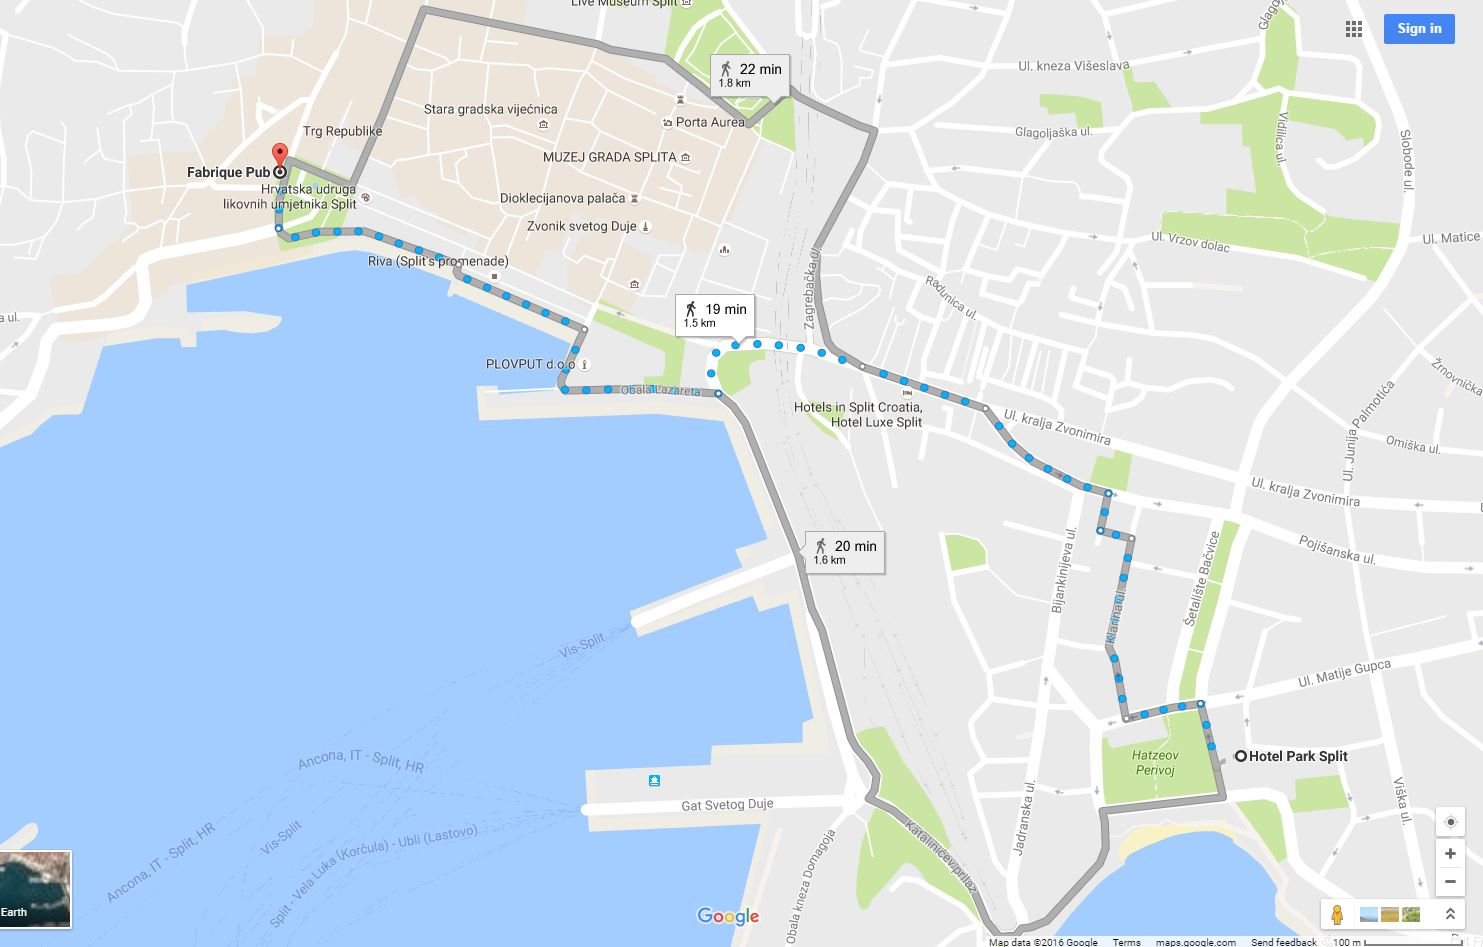 Live Museum Split
Glagoljaška ul.
Sign in
22 min
1.8 km
Ul. kneza Višeslava
Stara gradska vijećnica
Porta Aurea
Trg Republike
Vidilica ul.
Slobode ul.
MUZEJ GRADA SPLITA
Fabrique Pub
Hrvatska udruga
likovnih umjetnika Split
Dioklecijanova palača
Zvonik svetog Duje
Ul. Vrzov dolac
Ul. Matice
Riva (Split's promenade)
Zagrebačka ul.
Radunica ul.
a ul.
19 min
1.5 km
PLOVPUT d.o.o
Obala Lazareta
Hotels in Split Croatia,
Hotel Luxe Split
Ul. kralja Zvonimira
Ul. Junija Palmotića
Žrnovnička
Omiška ul.
Ul. kralja Zvonimira
20 min
1.6 km
Bijankinijeva ul.
Klarina ul.
Šetalište Bačvice
Pojišanska ul.
Vis-Split
Ul. Matije Gupca
Ancona, IT - Split, HR
Hatzeov
Perivoj
Hotel Park Split
Gat Svetog Duje
Jadranska ul.
Viška ul.
Katalinićev prilaz
Obala kneza Domagoja
Vis-Split
Ancona, IT - Split, HR
Split - Vela Luka (Korčula) - Ubli (Lastovo)
Earth
Google
Map data ©2016 Google
Terms
maps.google.com
Send feedback
100 m